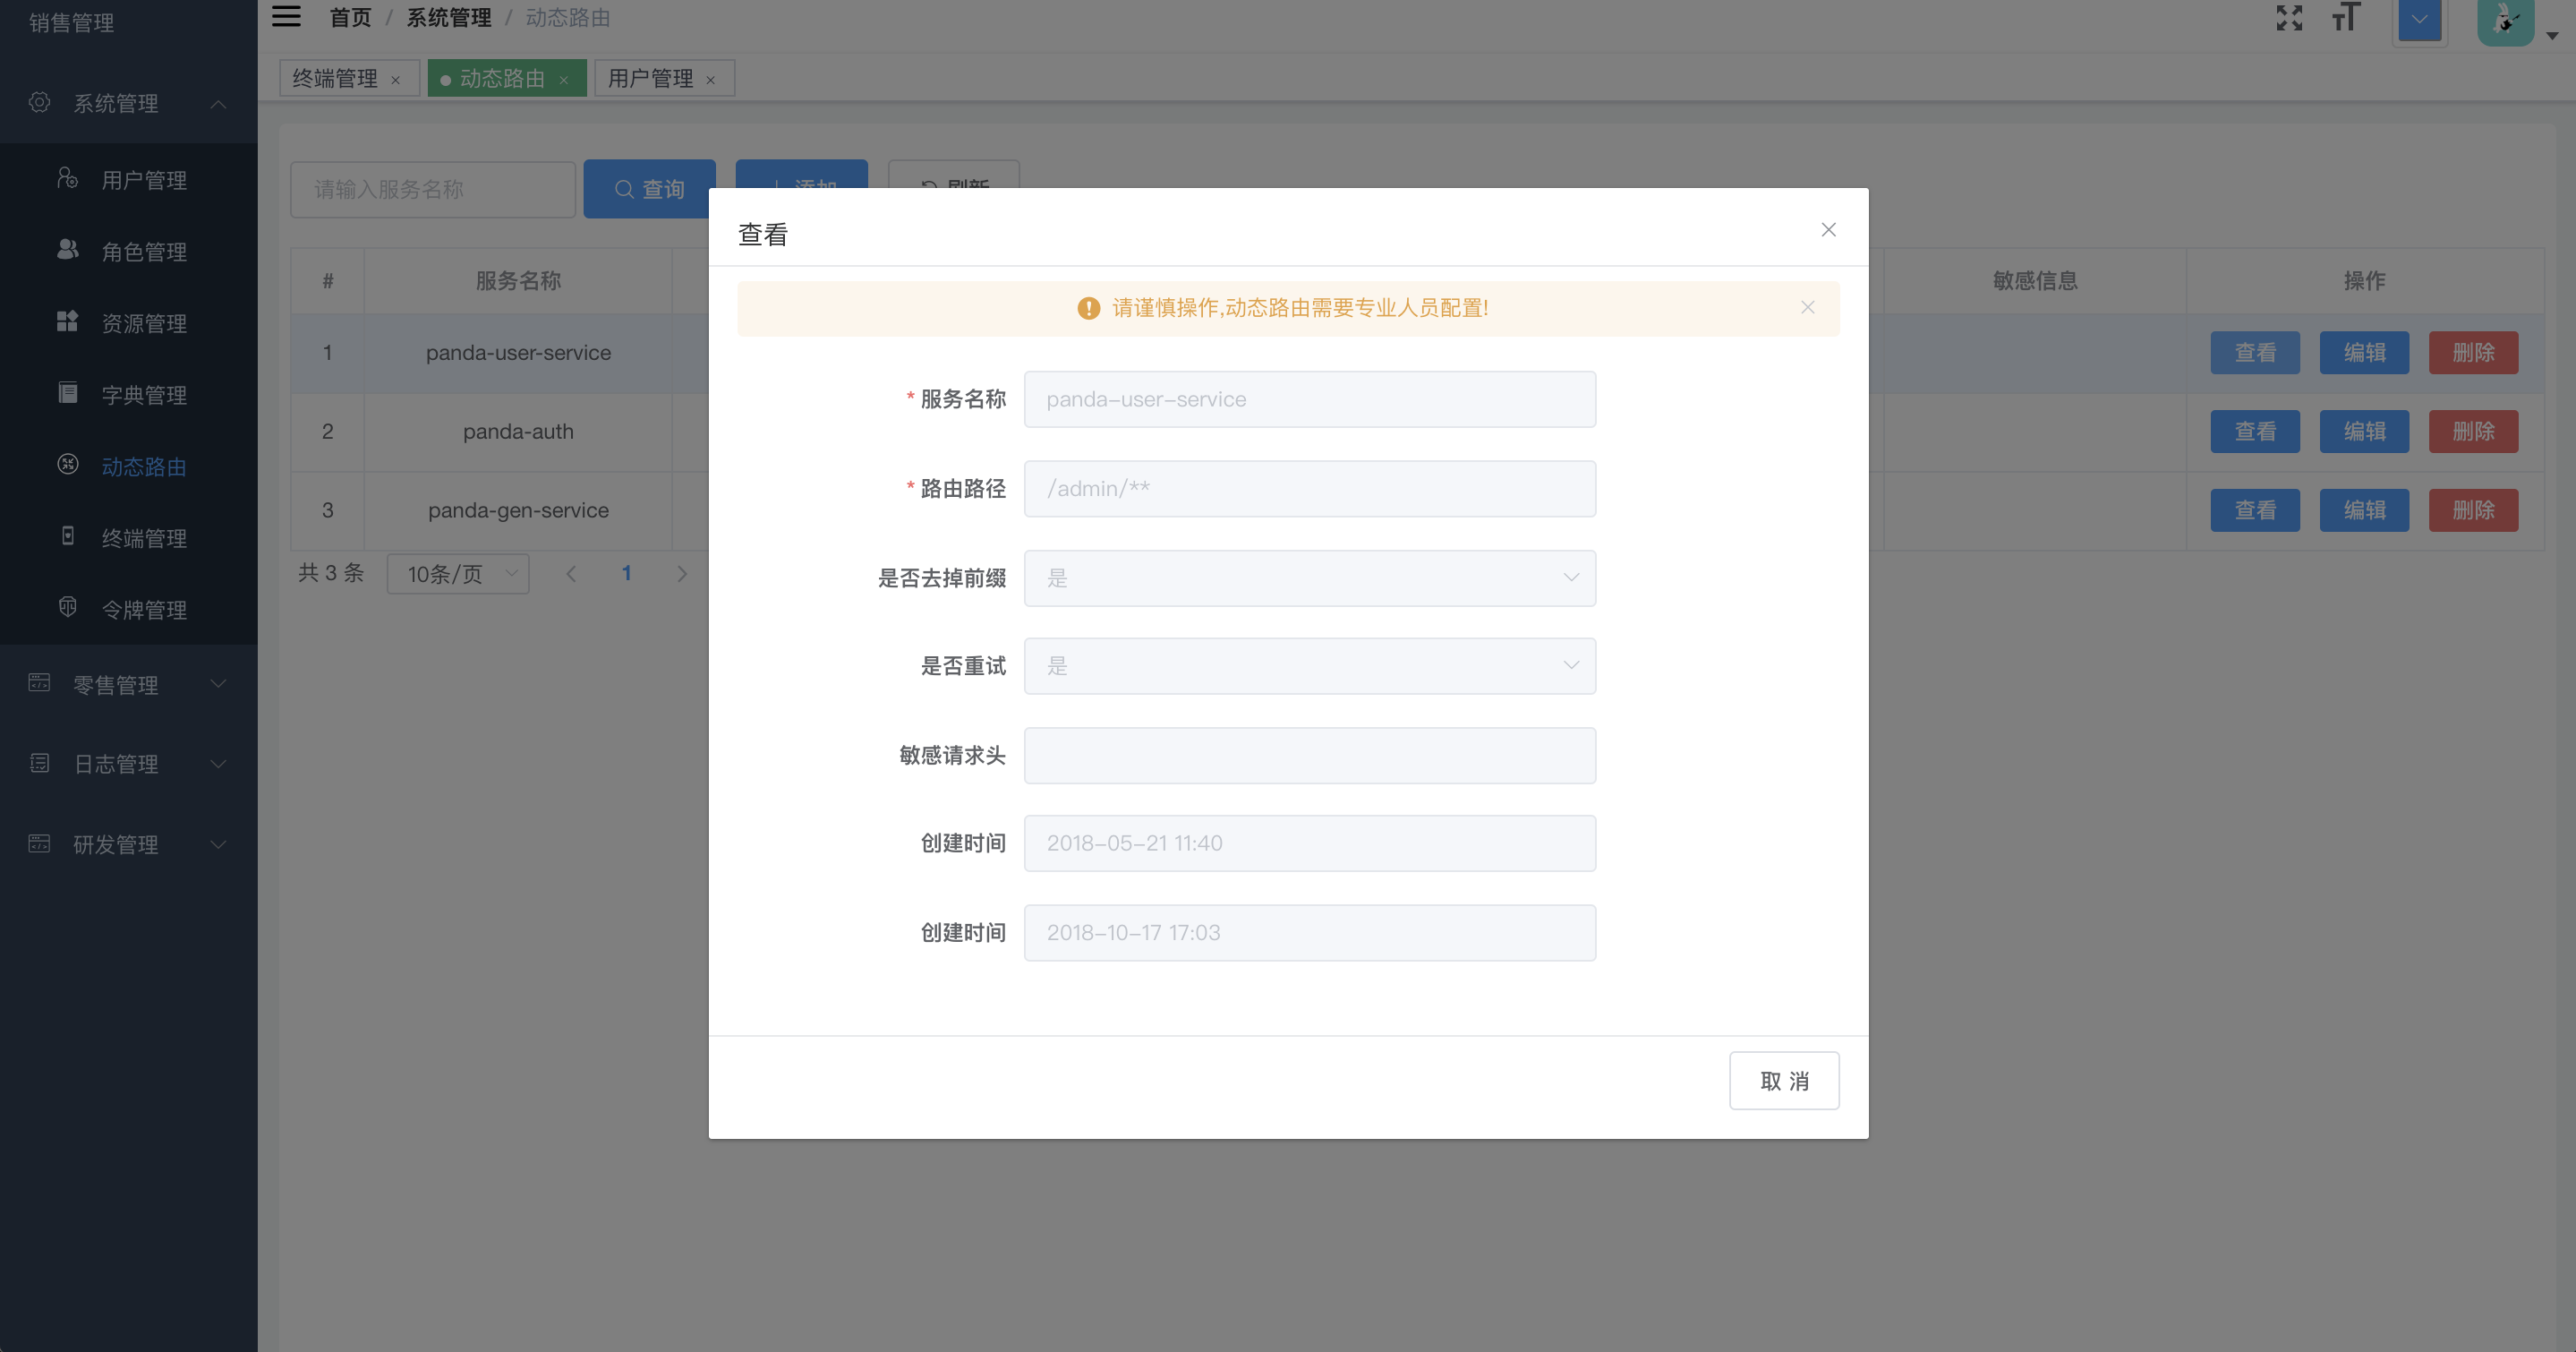 销售管理
首页 / 系统管理 / 动态路由
终端管理 × 动态路由 × 用户管理 ×
系统管理
用户管理
角色管理
资源管理
字典管理
动态路由
终端管理
令牌管理
零售管理
日志管理
研发管理
请输入服务名称 查询 添加 刷新
# 服务名称 敏感信息 操作
1 panda-user-service 查看 编辑 删除
2 panda-auth 查看 编辑 删除
3 panda-gen-service 查看 编辑 删除
共 3 条 10条/页 1
查看
请谨慎操作,动态路由需要专业人员配置!
* 服务名称 panda-user-service
* 路由路径 /admin/**
是否去掉前缀 是
是否重试 是
敏感请求头
创建时间 2018-05-21 11:40
创建时间 2018-10-17 17:03
取 消